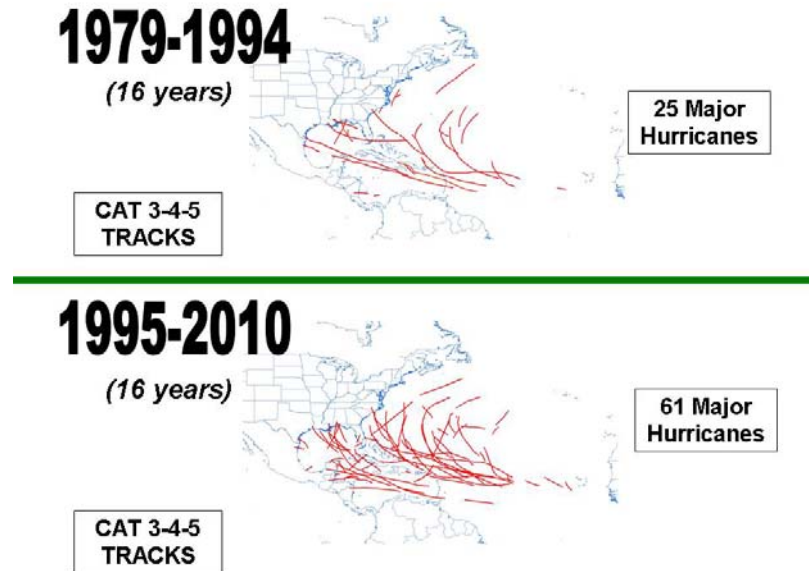 1979-1994
(16 years)
25 Major
Hurricanes
CAT 3-4-5
TRACKS
1995-2010
(16 years)
61 Major
Hurricanes
CAT 3-4-5
TRACKS